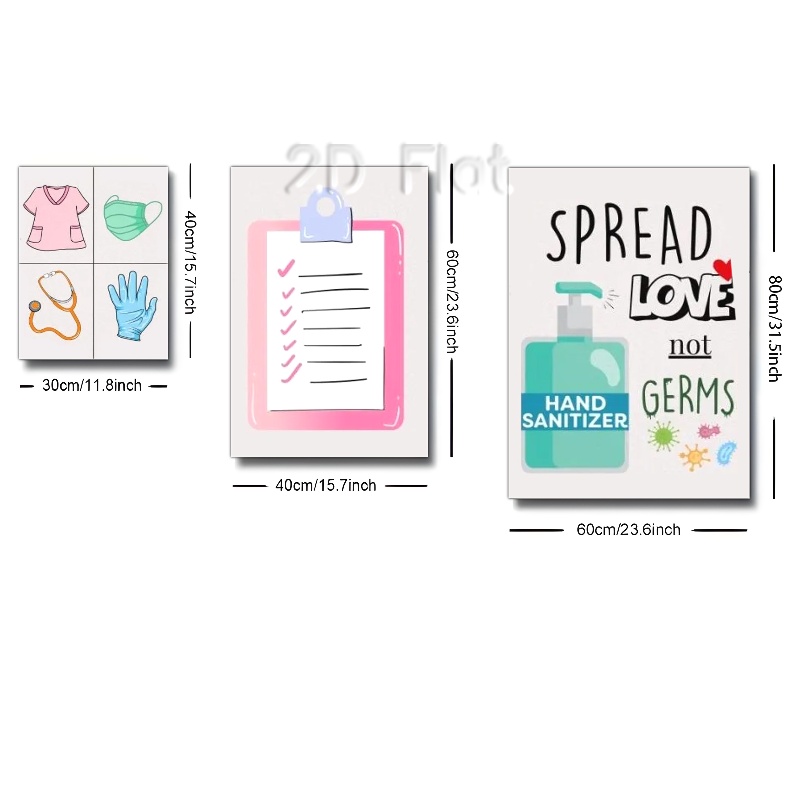 2D Flat
40cm/15.7inch
30cm/11.8inch
60cm/23.6inch
40cm/15.7inch
SPREAD
LOVE
not
GERMS
HAND
SANITIZER
80cm/31.5inch
60cm/23.6inch